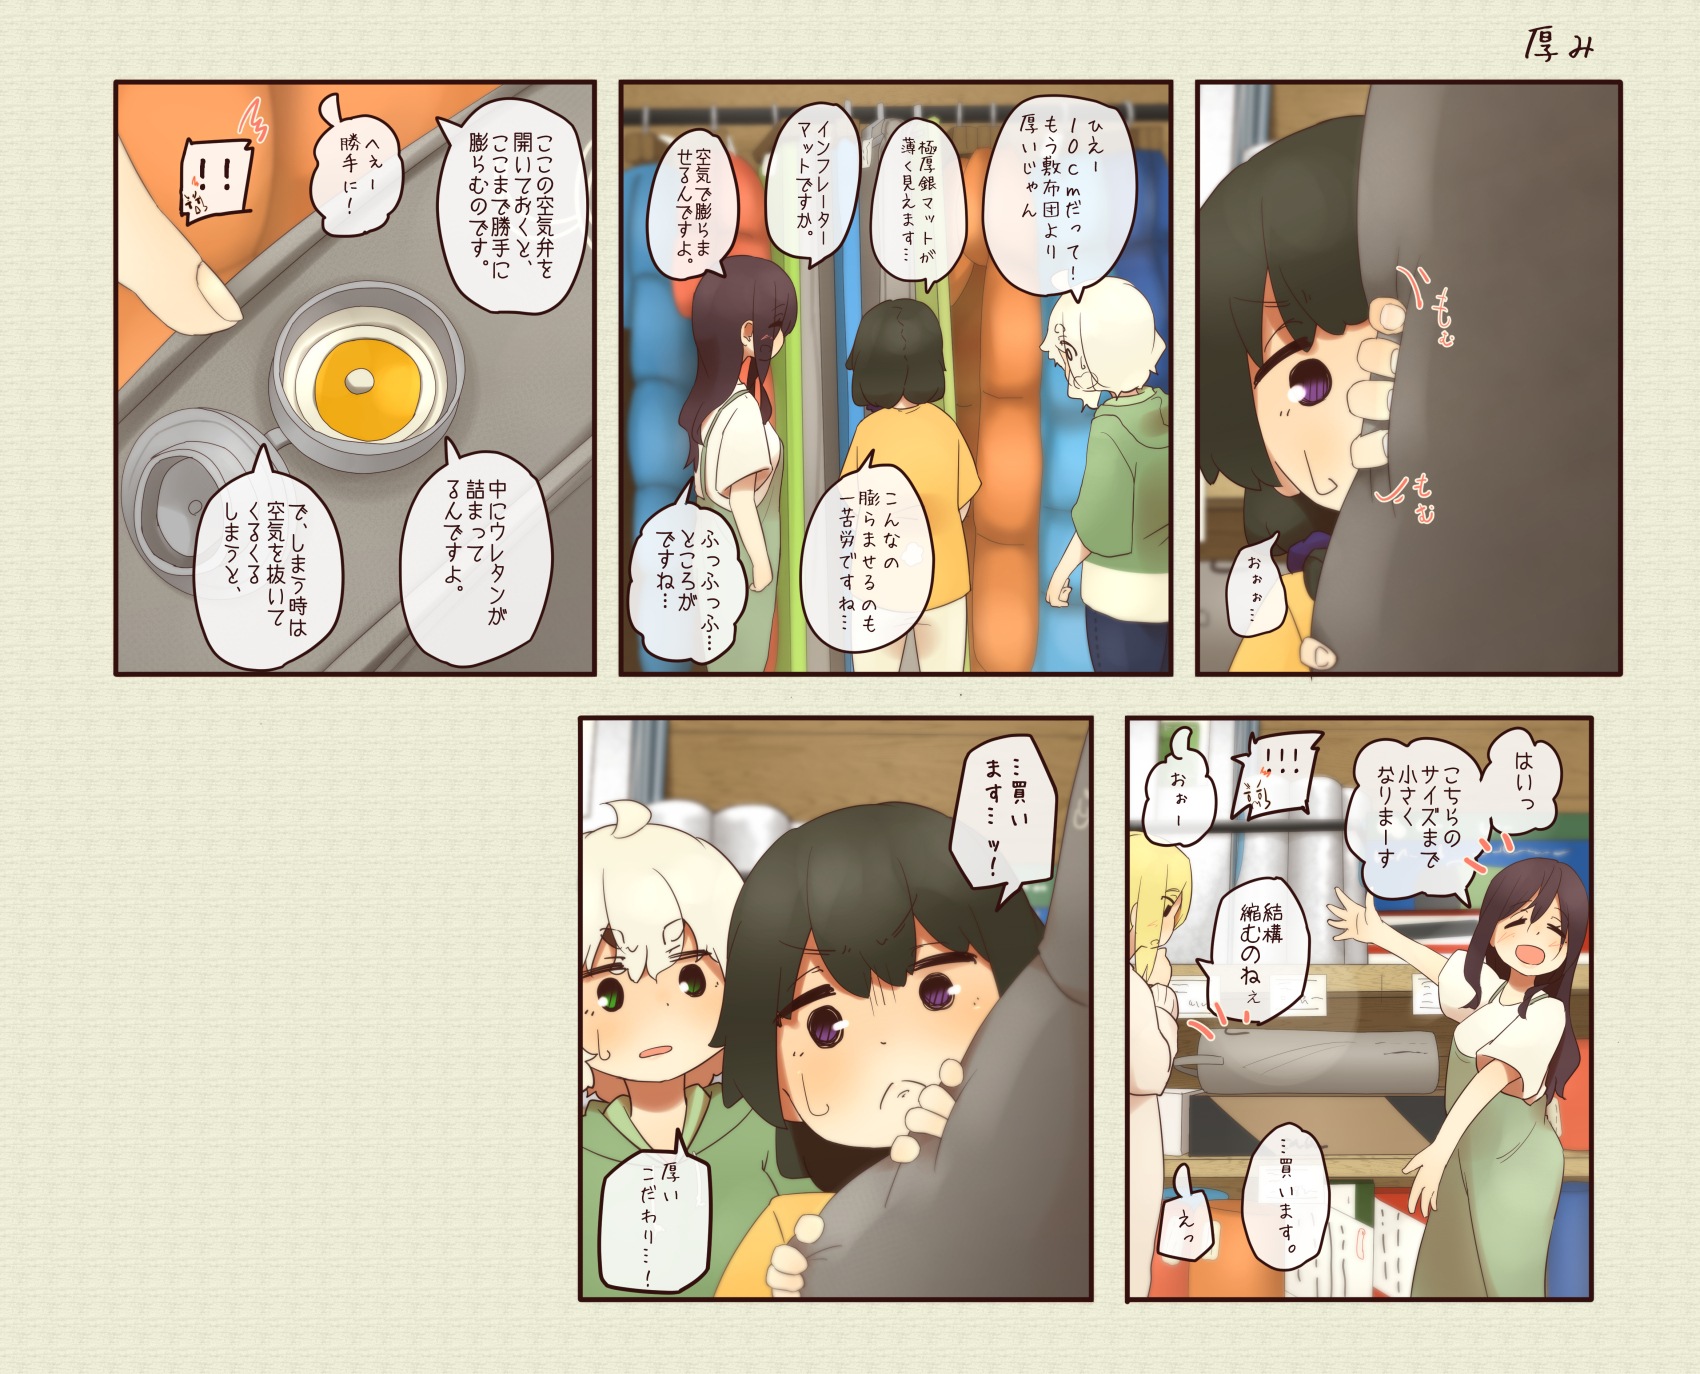 厚み
もむ
もむ
もむ
おぉぉ…
ひえー
10cmだって!
もう敷布団より
厚いじゃん
極厚銀マットが
薄く見えます…
インフレーター
マットですか。
空気で膨らま
せるんですよ。
こんなの
膨らませるのも
一苦労ですね…
ふっふっふ…
ところが
ですね…
ここの空気弁を
開いておくと、
ここまで勝手に
膨らむのです。
へぇー
勝手に!
!!
中にウレタンが
詰まって
るんですよ。
で、しまう時は
空気を抜いて
くるくる
しまうと、
はいっ
こちらの
サイズまで
小さく
なりまーす
!!!
おぉー
結構
縮むのねぇ
…買います。
えっ
…買い
ます…ッ!
厚い
こだわり…!